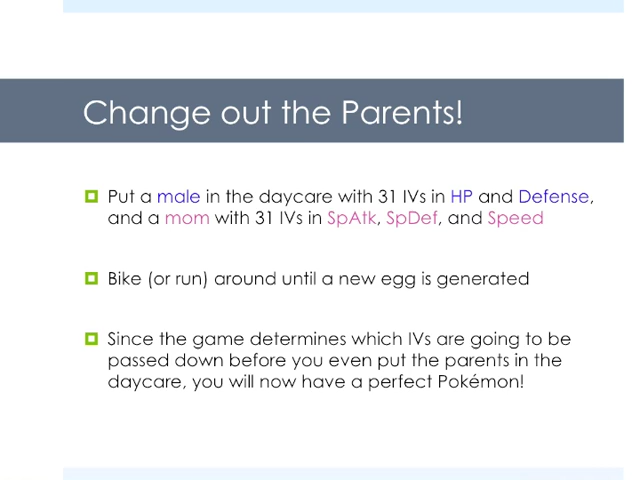 Change out the Parents!
Put a male in the daycare with 31 IVs in HP and Defense,
and a mom with 31 IVs in SpAtk, SpDef, and Speed
Bike (or run) around until a new egg is generated
Since the game determines which IVs are going to be
passed down before you even put the parents in the
daycare, you will now have a perfect Pokémon!